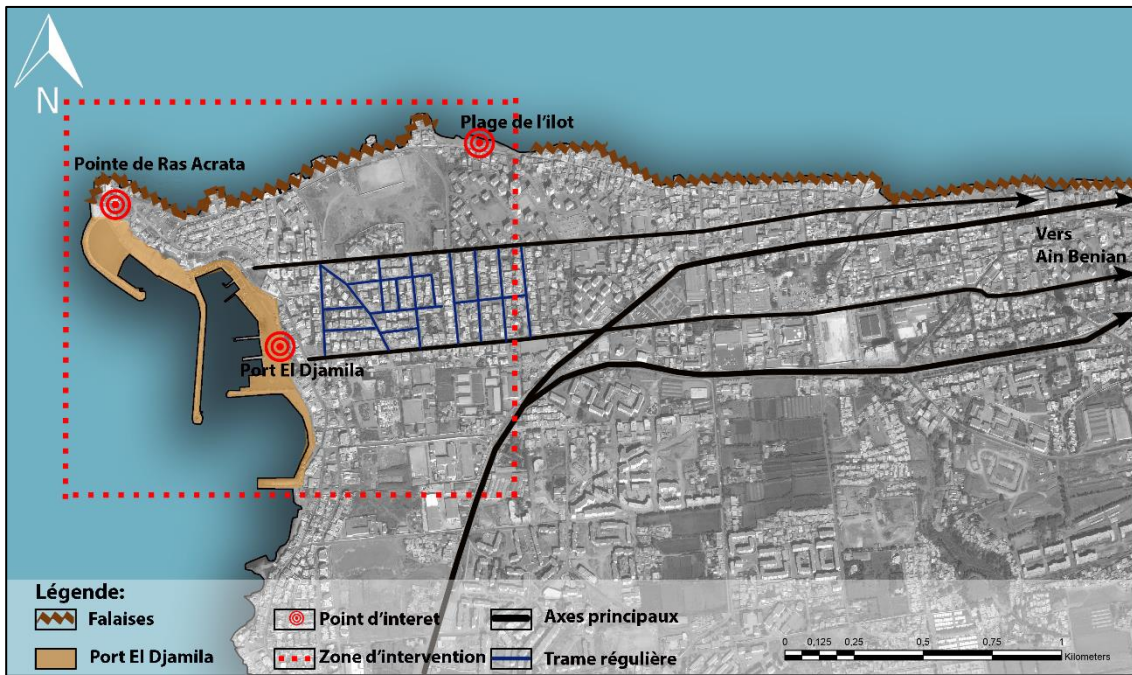 N
Plage de l'ilot
Pointe de Ras Acrata
Vers
Ain Benian
Port El Djamila
Légende:
Falaises
Point d'interet
Axes principaux
Port El Djamila
Zone d'intervention
Trame régulière
0 0,125 0,25 0,5 0,75 1
Kilometers